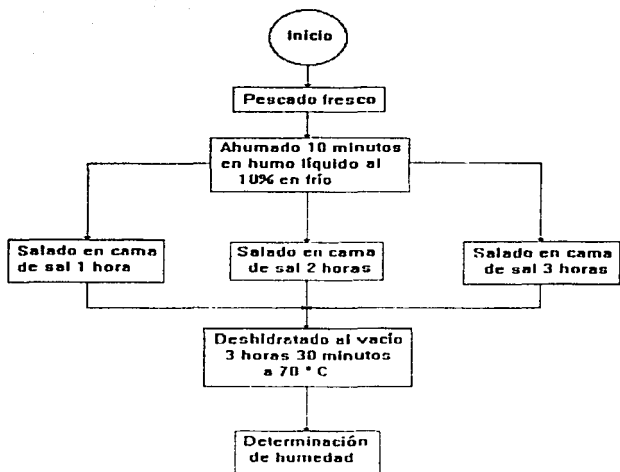 Inicio
Pescado fresco
Ahumado 10 minutos
en humo líquido al
10% en frío
Salado en cama
de sal 1 hora
Salado en cama
de sal 2 horas
Salado en cama
de sal 3 horas
Deshidratado al vacío
3 horas 30 minutos
a 70 ° C
Determinación
de humedad